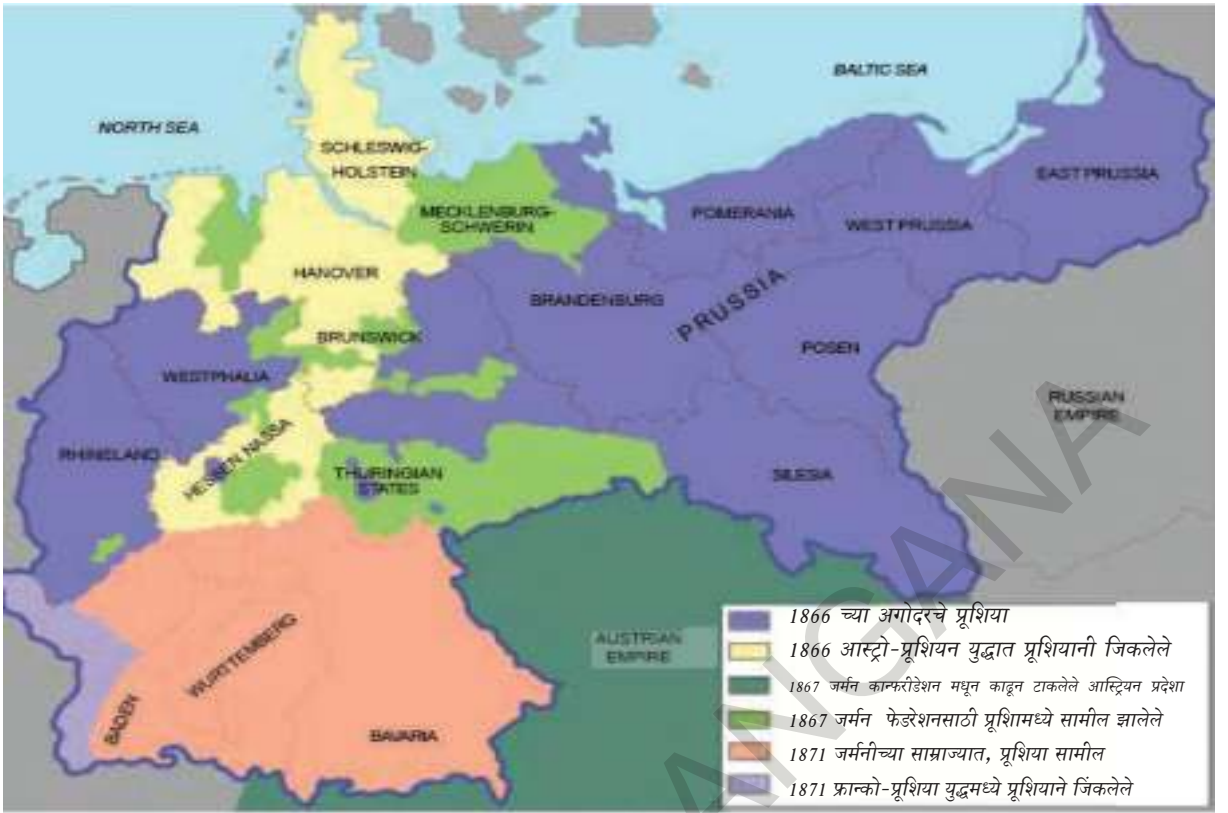 BALTIC SEA
NORTH SEA
SCHLESWIG-
HOLSTEIN
EAST PRUSSIA
MECKLENBURG-
SCHWERIN
POMERANIA
WEST PRUSSIA
HANOVER
BRANDENBURG
PRUSSIA
BRUNSWICK
POSEN
WESTPHALIA
RUSSIAN
EMPIRE
RHINELAND
HESSEN NASSA
THURINGIAN
STATES
SILESIA
AUSTRIAN
EMPIRE
WURTTEMBERG
BADEN
BAVARIA
1866 च्या अगोदरचे प्रूशिया
1866 आस्ट्रो-प्रूशियन युद्धात प्रूशियानी जिकलेले
1867 जर्मन कान्फरीडेशन मधून काढून टाकलेले आस्ट्रियन प्रदेशा
1867 जर्मन फेडरेशनसाठी प्रूशिामध्ये सामील झालेले
1871 जर्मनीच्या साम्राज्यात, प्रूशिया सामील
1871 फ्रान्को-प्रूशिया युद्धमध्ये प्रूशियाने जिंकलेले
ANGANA